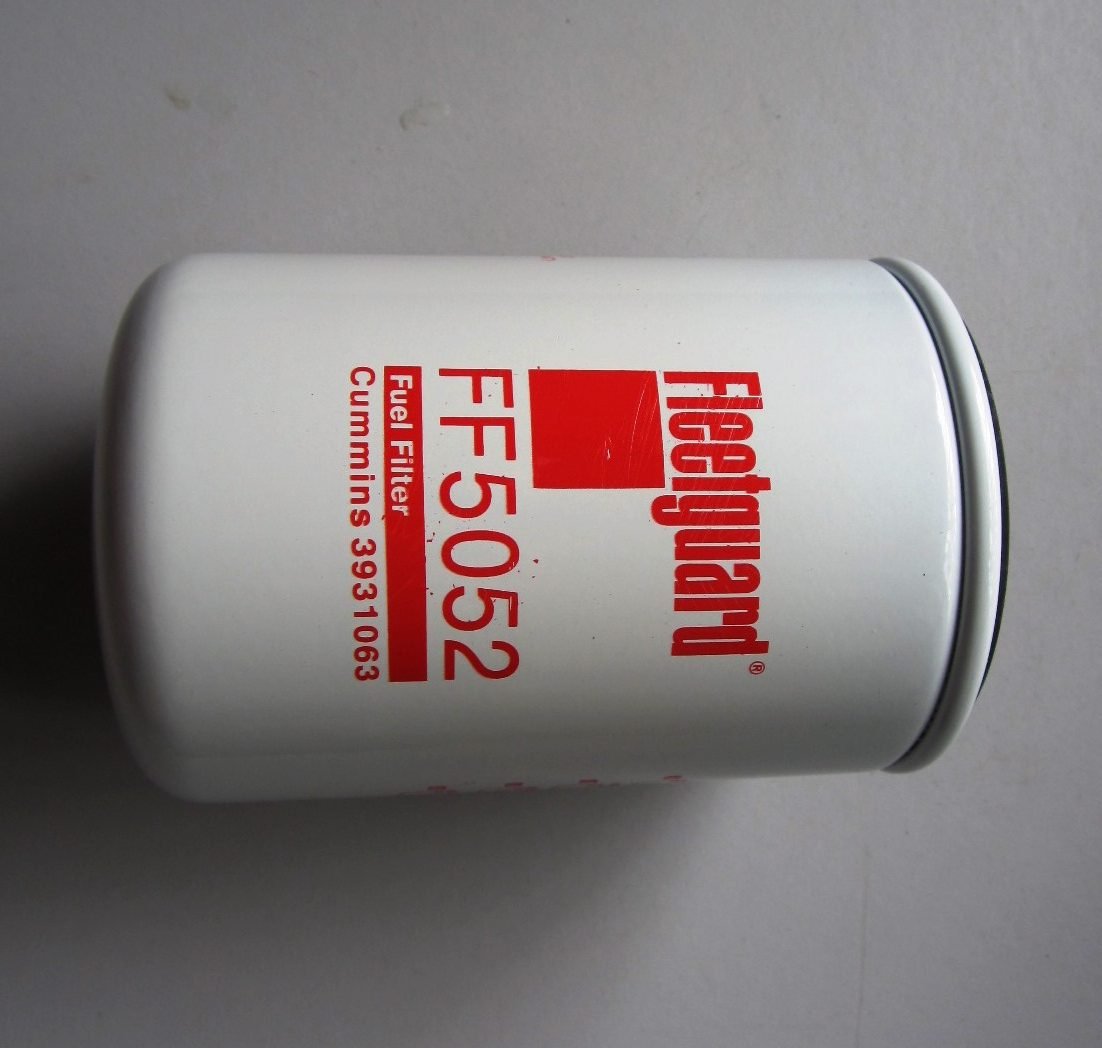 Fleetguard®
FF5052
Fuel Filter
Cummins 3931063